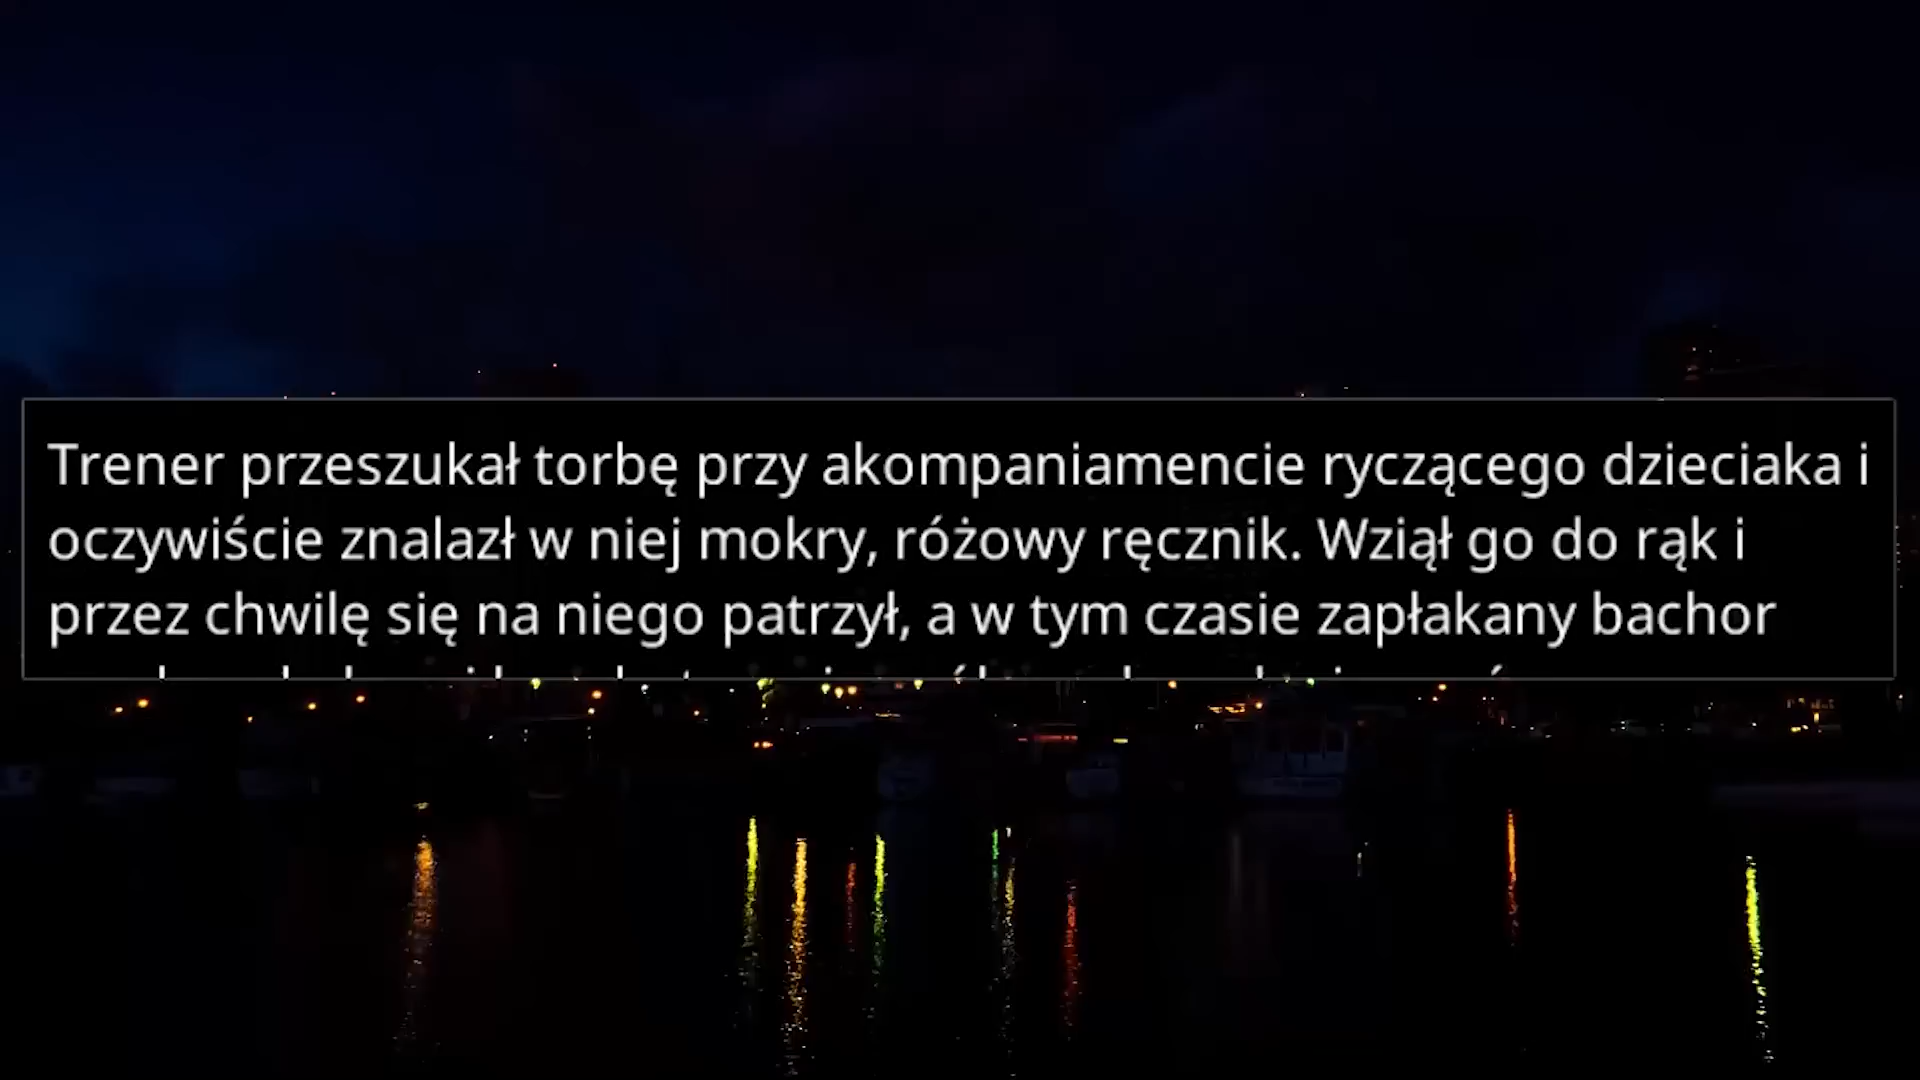 Trener przeszukał torbę przy akompaniamencie ryczącego dzieciaka i
oczywiście znalazł w niej mokry, różowy ręcznik. Wziął go do rąk i
przez chwilę się na niego patrzył, a w tym czasie zapłakany bachor